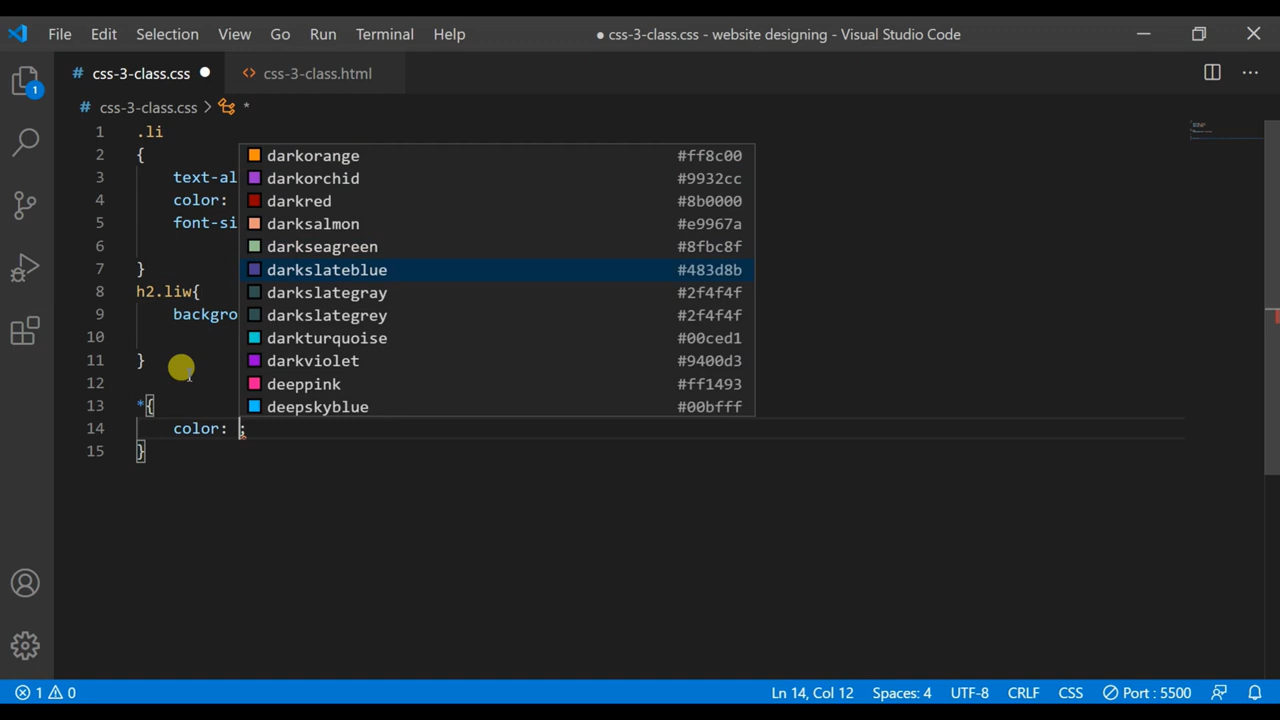 File Edit Selection View Go Run Terminal Help ● css-3-class.css - website designing - Visual Studio Code
# css-3-class.css ● <> css-3-class.html ···
1
# css-3-class.css > *
1 .li
2 {
3 text-al
4 color:
5 font-si
6
7 }
8 h2.liw{
9 backgro
10
11 }
12
13 *{
14 color: ;
15 }
darkorange #ff8c00
darkorchid #9932cc
darkred #8b0000
darksalmon #e9967a
darkseagreen #8fbc8f
darkslateblue #483d8b
darkslategray #2f4f4f
darkslategrey #2f4f4f
darkturquoise #00ced1
darkviolet #9400d3
deeppink #ff1493
deepskyblue #00bfff
1 0 Ln 14, Col 12 Spaces: 4 UTF-8 CRLF CSS Port : 5500